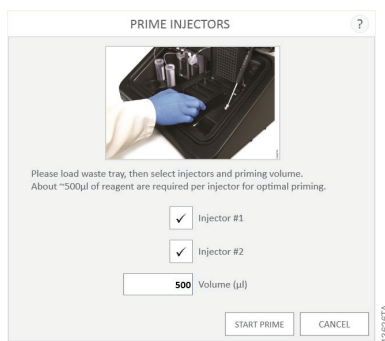 PRIME INJECTORS
?
Please load waste tray, then select injectors and priming volume.
About ~500μl of reagent are required per injector for optimal priming.
Injector #1
Injector #2
500 Volume (μl)
START PRIME
CANCEL